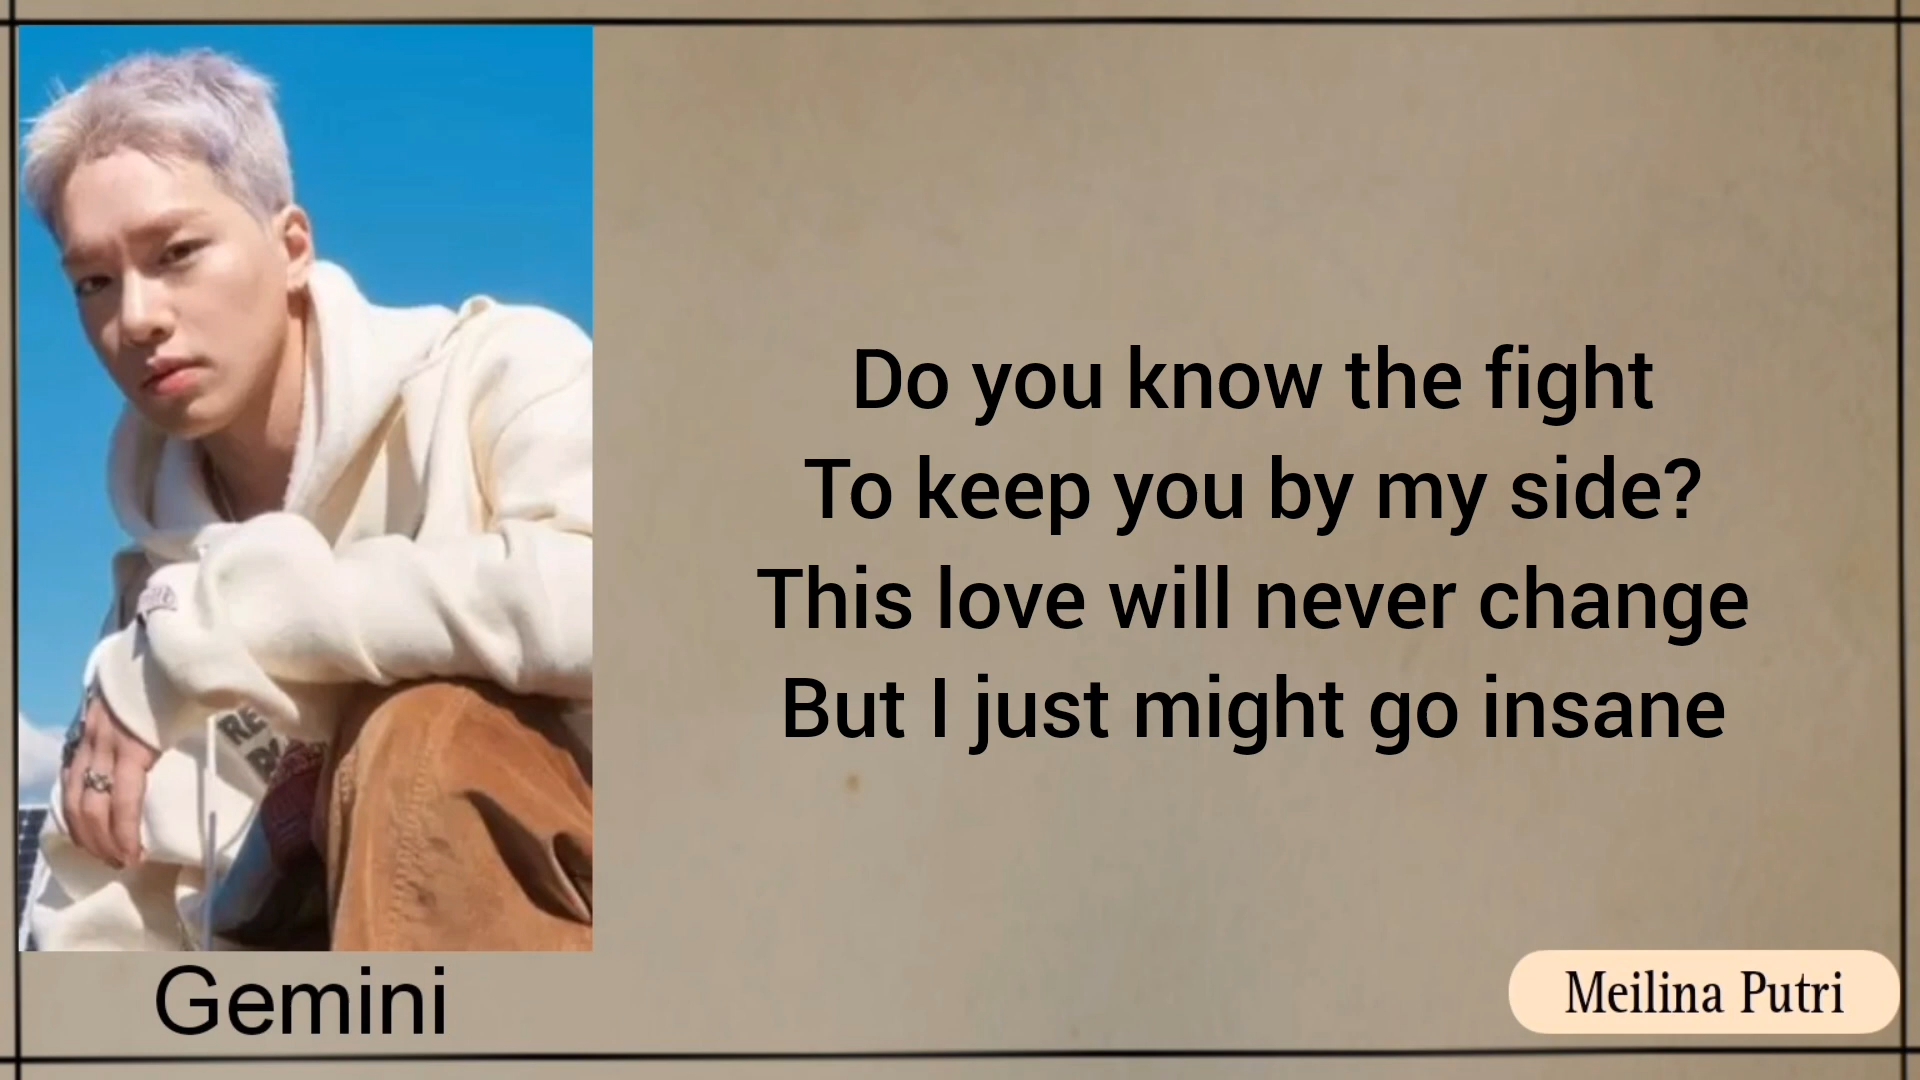 Do you know the fight
To keep you by my side?
This love will never change
But I just might go insane
Gemini
Meilina Putri